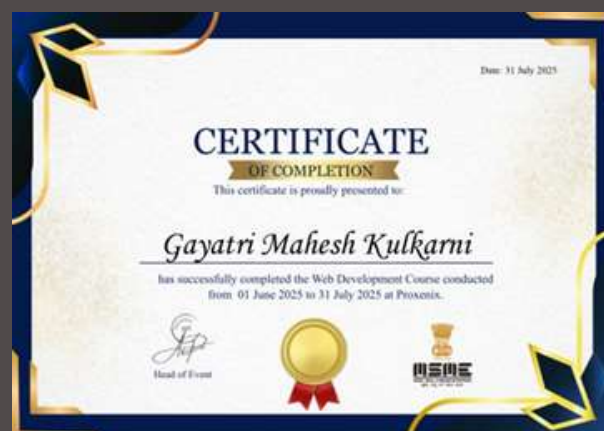 Date: 31 July 2025
CERTIFICATE
OF COMPLETION
This certificate is proudly presented to:
Gayatri Mahesh Kulkarni
has successfully completed the Web Development Course conducted
from 01 June 2025 to 31 July 2025 at Proxenix.
Head of Event
MSME